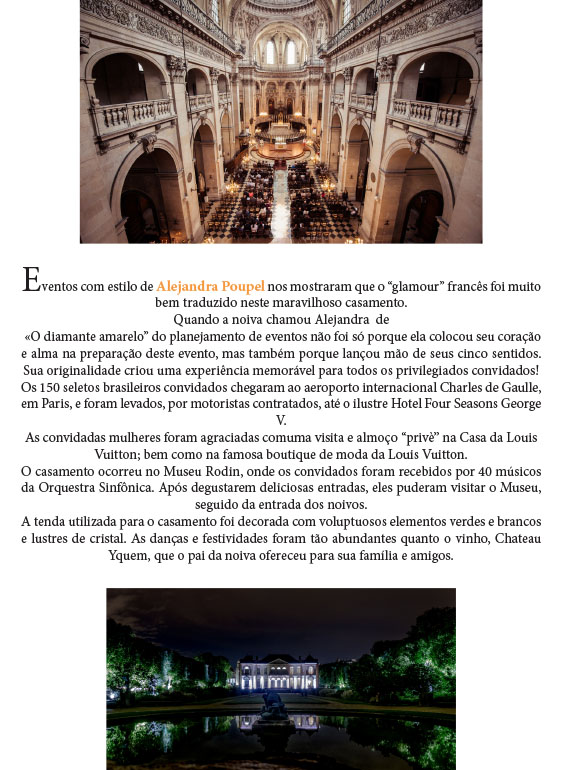 Eventos com estilo de Alejandra Poupel nos mostraram que o “glamour” francês foi muito
bem traduzido neste maravilhoso casamento.
Quando a noiva chamou Alejandra de
«O diamante amarelo” do planejamento de eventos não foi só porque ela colocou seu coração
e alma na preparação deste evento, mas também porque lançou mão de seus cinco sentidos.
Sua originalidade criou uma experiência memorável para todos os privilegiados convidados!
Os 150 seletos brasileiros convidados chegaram ao aeroporto internacional Charles de Gaulle,
em Paris, e foram levados, por motoristas contratados, até o ilustre Hotel Four Seasons George
V.
As convidadas mulheres foram agraciadas comuma visita e almoço “privè” na Casa da Louis
Vuitton; bem como na famosa boutique de moda da Louis Vuitton.
O casamento ocorreu no Museu Rodin, onde os convidados foram recebidos por 40 músicos
da Orquestra Sinfônica. Após degustarem deliciosas entradas, eles puderam visitar o Museu,
seguido da entrada dos noivos.
A tenda utilizada para o casamento foi decorada com voluptuosos elementos verdes e brancos
e lustres de cristal. As danças e festividades foram tão abundantes quanto o vinho, Chateau
Yquem, que o pai da noiva ofereceu para sua família e amigos.